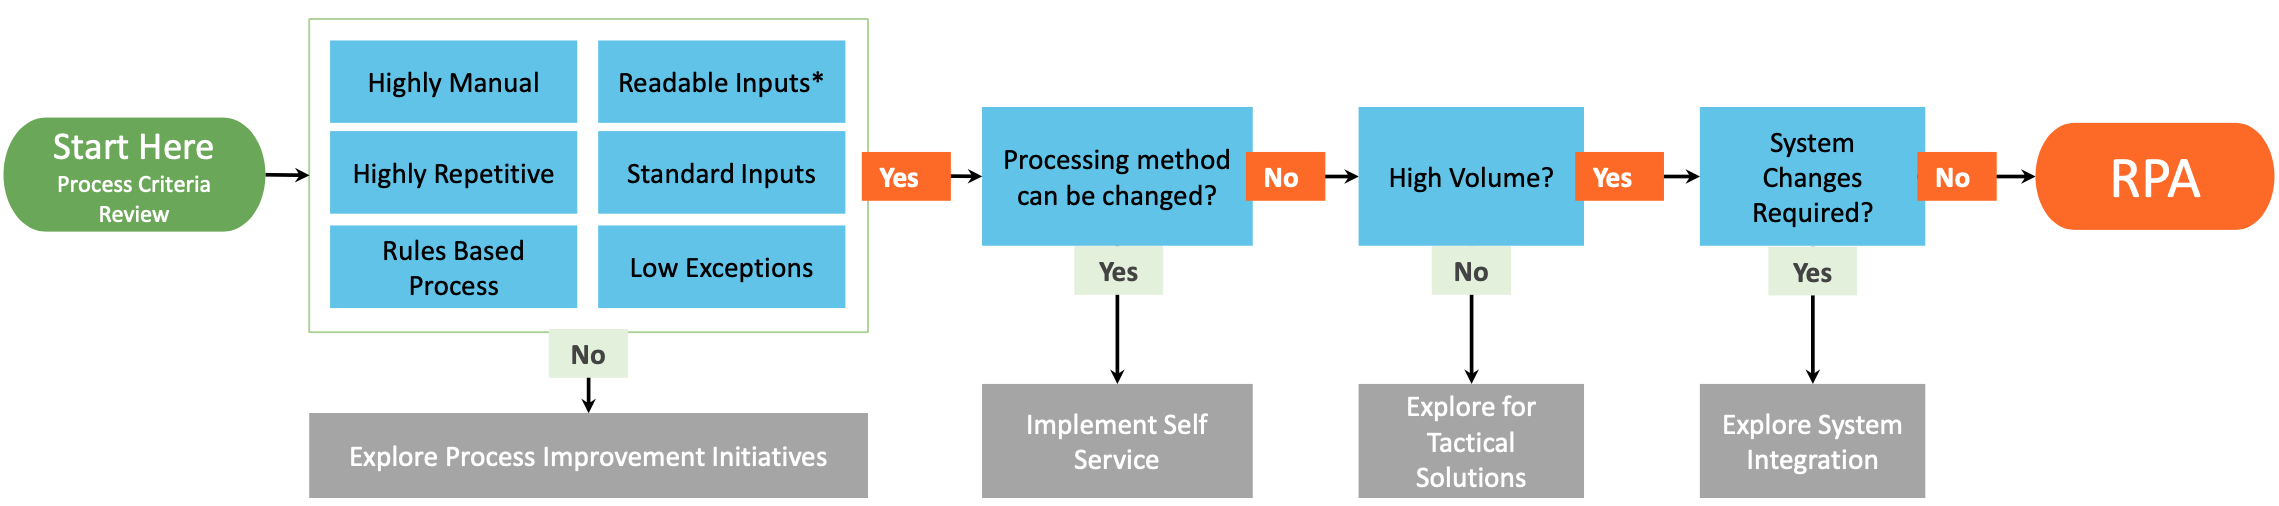 Start Here
Process Criteria
Review
Highly Manual
Readable Inputs*
Highly Repetitive
Standard Inputs
Rules Based
Process
Low Exceptions
Yes
No
Explore Process Improvement Initiatives
Processing method
can be changed?
No
Yes
Implement Self
Service
High Volume?
Yes
No
Explore for
Tactical
Solutions
System
Changes
Required?
No
Yes
Explore System
Integration
RPA